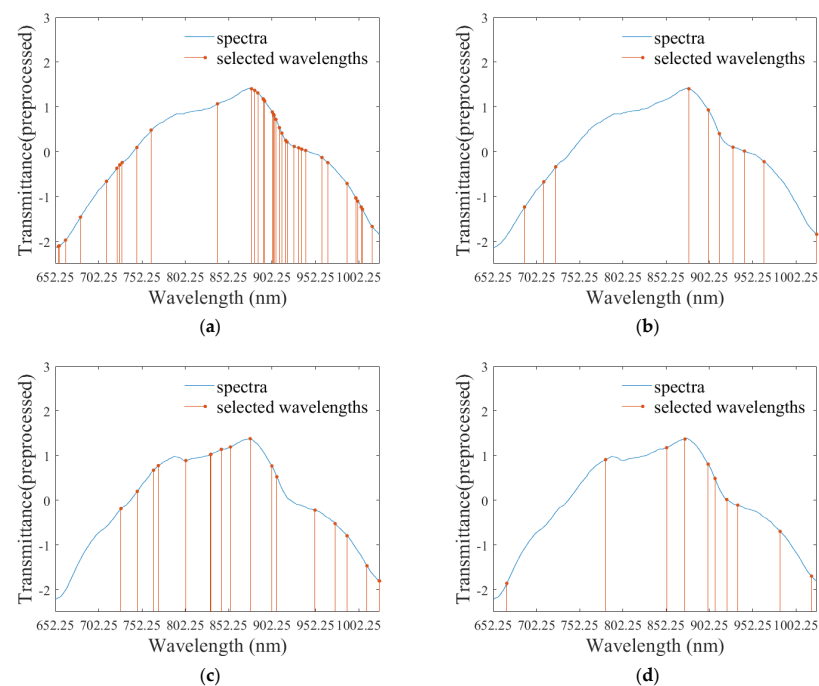 3
2
1
0
-1
-2
Transmittance(preprocessed)
spectra
selected wavelengths
652.25 702.25 752.25 802.25 852.25 902.25 952.25 1002.25
Wavelength (nm)
(a)
3
2
1
0
-1
-2
Transmittance(preprocessed)
spectra
selected wavelengths
652.25 702.25 752.25 802.25 852.25 902.25 952.25 1002.25
Wavelength (nm)
(b)
3
2
1
0
-1
-2
Transmittance(preprocessed)
spectra
selected wavelengths
652.25 702.25 752.25 802.25 852.25 902.25 952.25 1002.25
Wavelength (nm)
(c)
3
2
1
0
-1
-2
Transmittance(preprocessed)
spectra
selected wavelengths
652.25 702.25 752.25 802.25 852.25 902.25 952.25 1002.25
Wavelength (nm)
(d)